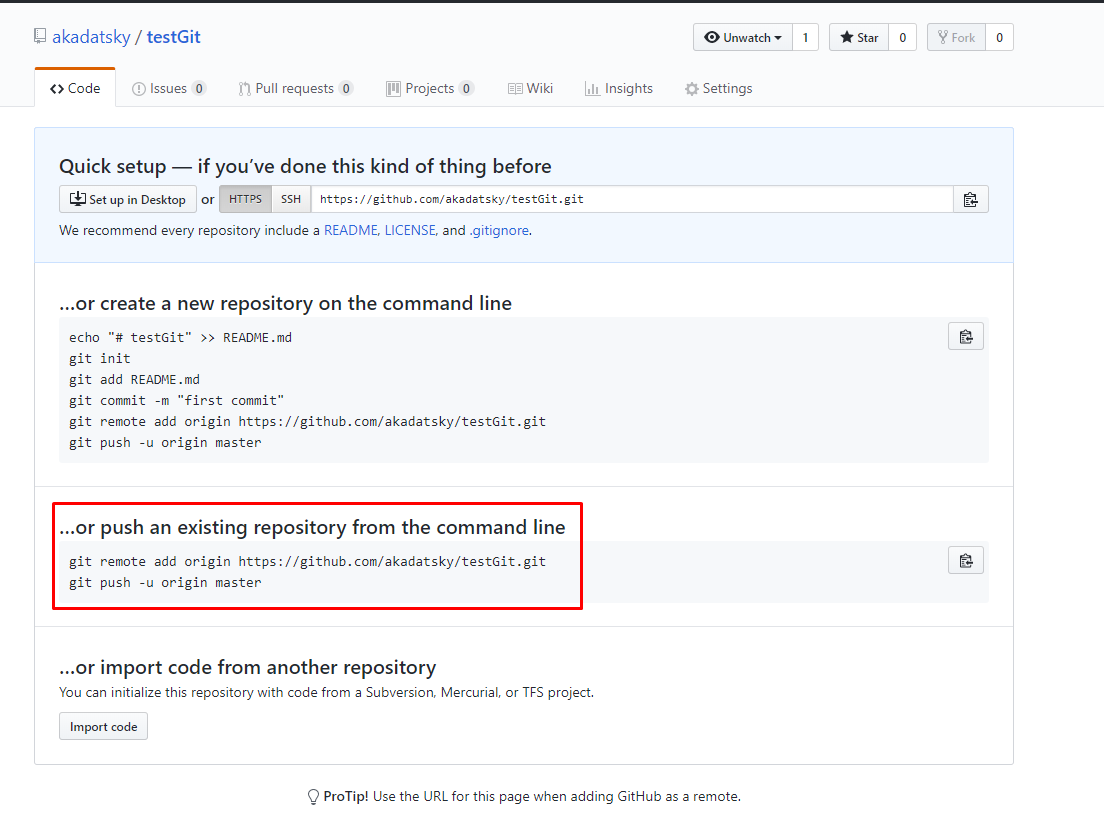 akadatsky / testGit
Unwatch 1 Star 0 Fork 0
Code Issues 0 Pull requests 0 Projects 0 Wiki Insights Settings
Quick setup — if you’ve done this kind of thing before
Set up in Desktop or HTTPS SSH https://github.com/akadatsky/testGit.git
We recommend every repository include a README, LICENSE, and .gitignore.
…or create a new repository on the command line
echo "# testGit" >> README.md
git init
git add README.md
git commit -m "first commit"
git remote add origin https://github.com/akadatsky/testGit.git
git push -u origin master
…or push an existing repository from the command line
git remote add origin https://github.com/akadatsky/testGit.git
git push -u origin master
…or import code from another repository
You can initialize this repository with code from a Subversion, Mercurial, or TFS project.
Import code
ProTip! Use the URL for this page when adding GitHub as a remote.